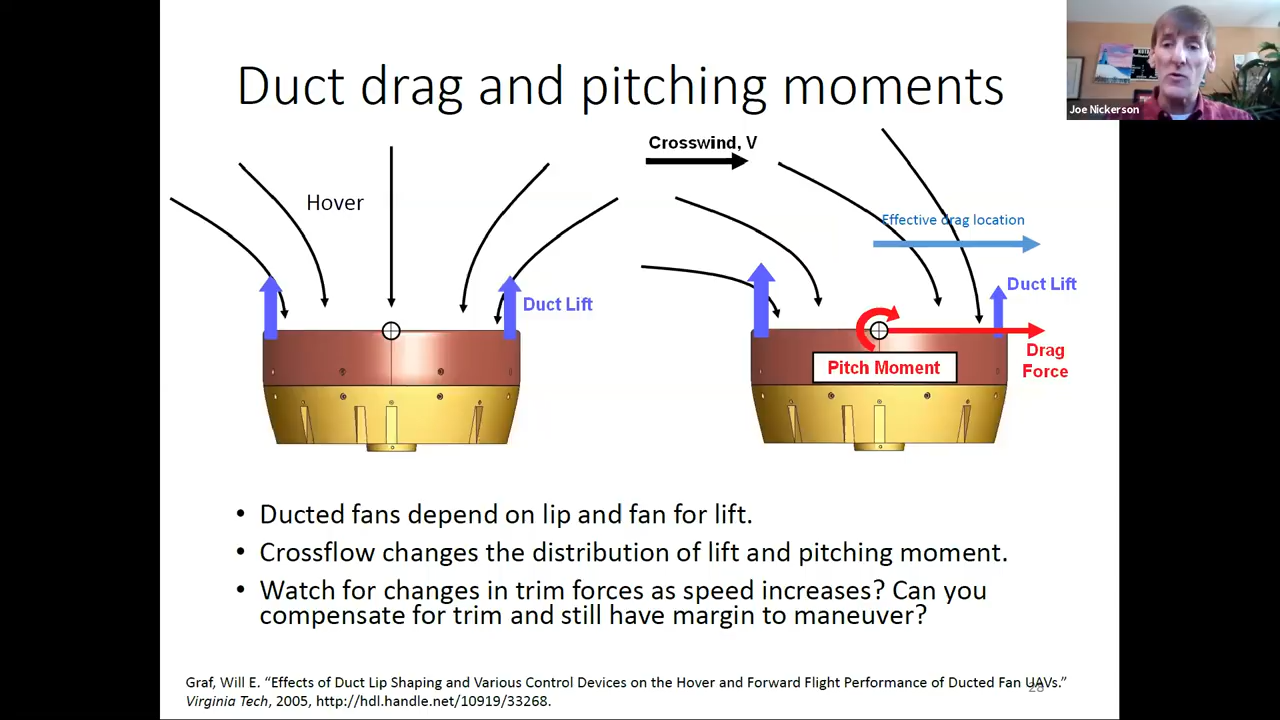 Joe Nickerson
Duct drag and pitching moments
Crosswind, V
Hover
Effective drag location
Duct Lift
Duct Lift
Drag
Force
Pitch Moment
• Ducted fans depend on lip and fan for lift.
• Crossflow changes the distribution of lift and pitching moment.
• Watch for changes in trim forces as speed increases? Can you
compensate for trim and still have margin to maneuver?
Graf, Will E. “Effects of Duct Lip Shaping and Various Control Devices on the Hover and Forward Flight Performance of Ducted Fan UAVs.”
Virginia Tech, 2005, http://hdl.handle.net/10919/33268.
28